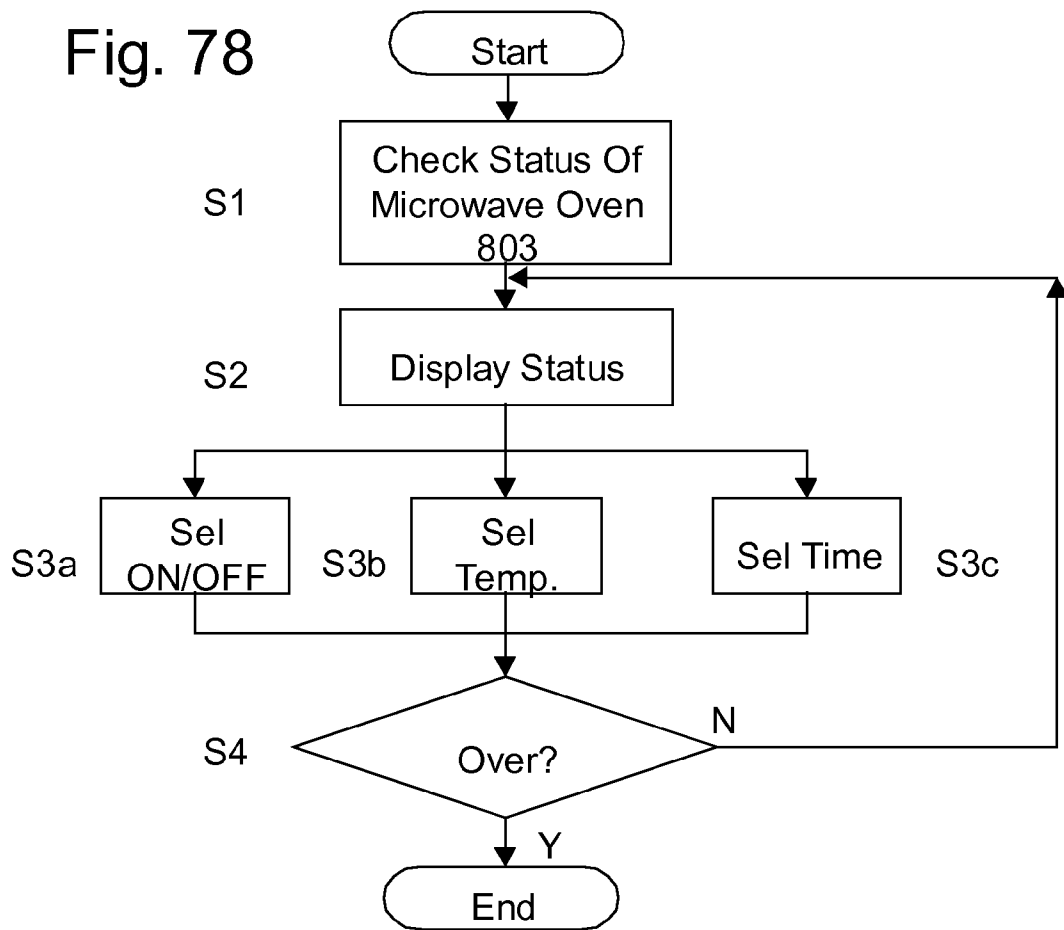 Fig. 78
Start
S1
Check Status Of
Microwave Oven
803
S2
Display Status
S3a
Sel
ON/OFF
S3b
Sel
Temp.
Sel Time
S3c
S4
Over?
N
Y
End